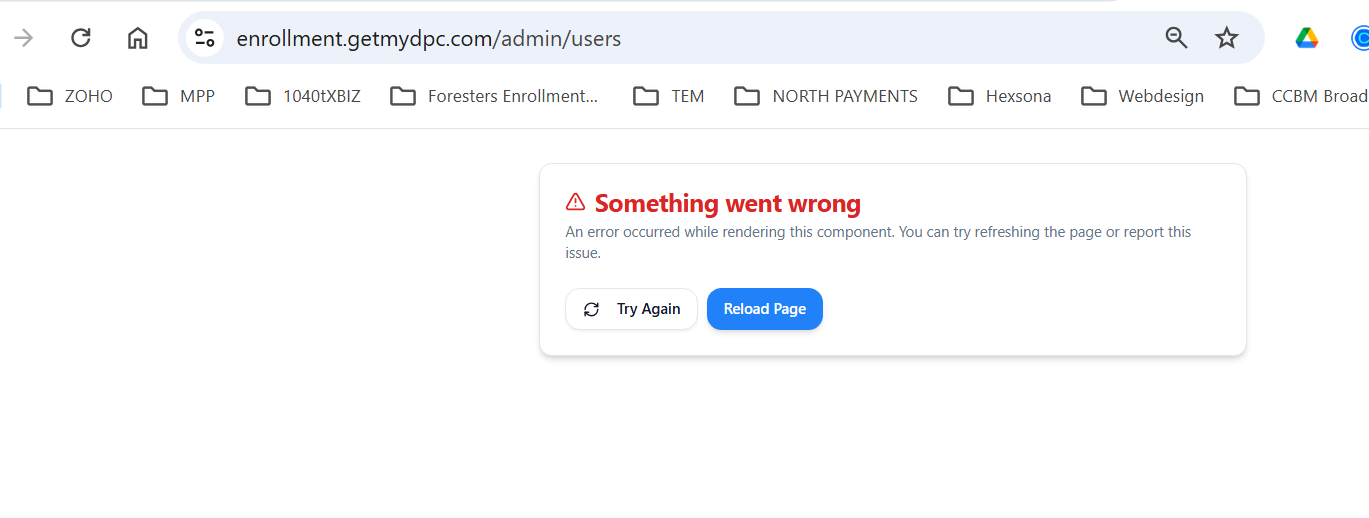 enrollment.getmydpc.com/admin/users
ZOHO MPP 1040tXBIZ Foresters Enrollment... TEM NORTH PAYMENTS Hexsona Webdesign CCBM Broad
Something went wrong
An error occurred while rendering this component. You can try refreshing the page or report this
issue.
Try Again Reload Page